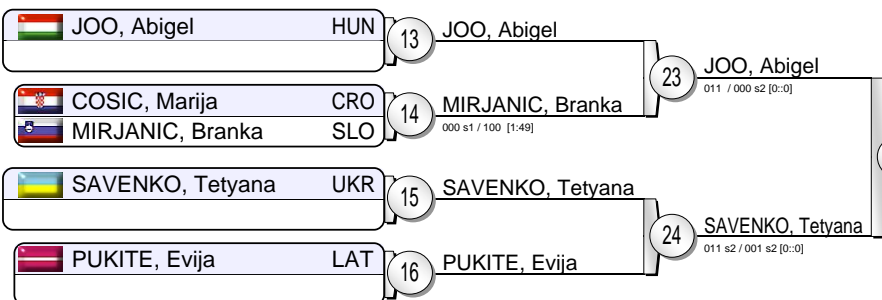 JOO, Abigel HUN
13
JOO, Abigel
COSIC, Marija CRO
MIRJANIC, Branka SLO
14
MIRJANIC, Branka
000 s1 / 100 [1:49]
23
JOO, Abigel
011 / 000 s2 [0::0]
SAVENKO, Tetyana UKR
15
SAVENKO, Tetyana
PUKITE, Evija LAT
16
PUKITE, Evija
24
SAVENKO, Tetyana
011 s2 / 001 s2 [0::0]